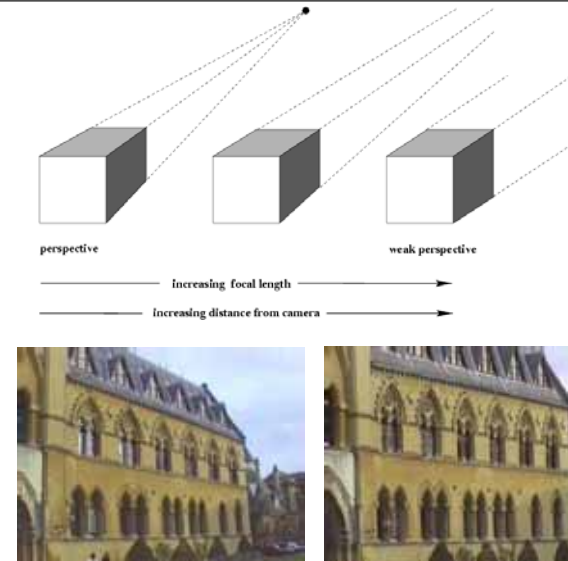 perspective
weak perspective
increasing focal length
increasing distance from camera